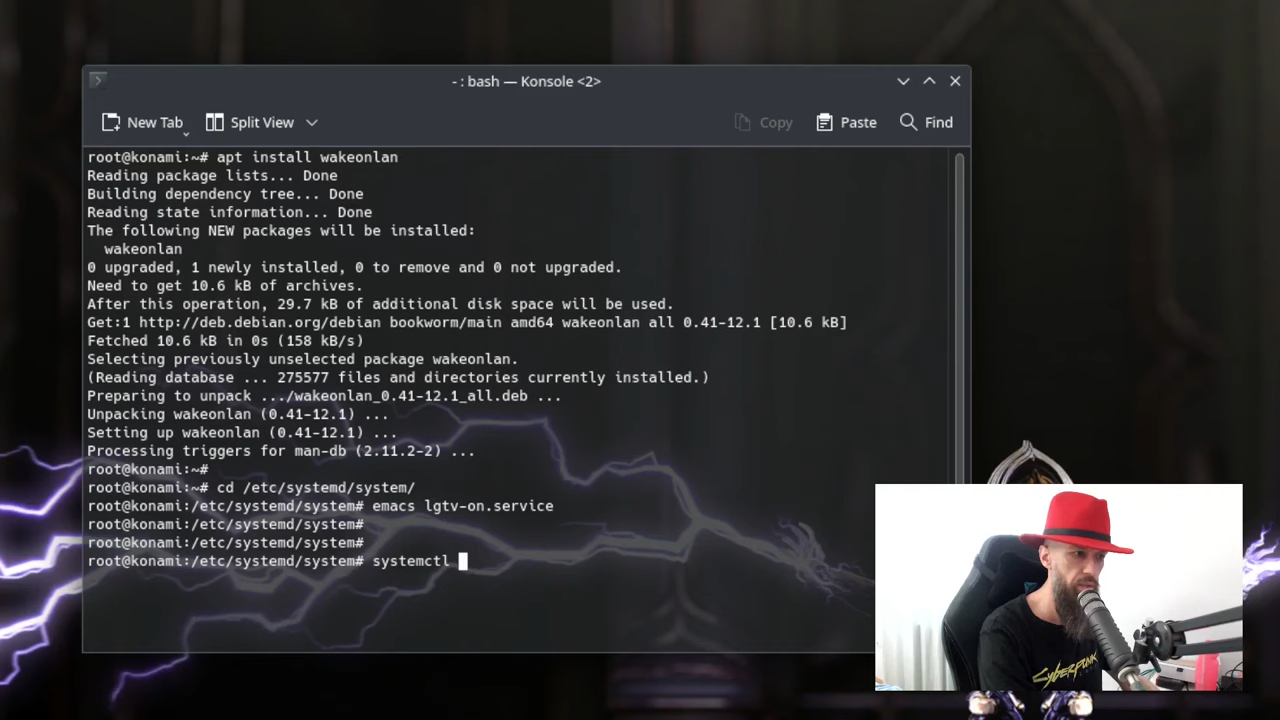 - : bash — Konsole <2>
New Tab
Split View
Copy
Paste
Find
root@konami:~# apt install wakeonlan
Reading package lists... Done
Building dependency tree... Done
Reading state information... Done
The following NEW packages will be installed:
  wakeonlan
0 upgraded, 1 newly installed, 0 to remove and 0 not upgraded.
Need to get 10.6 kB of archives.
After this operation, 29.7 kB of additional disk space will be used.
Get:1 http://deb.debian.org/debian bookworm/main amd64 wakeonlan all 0.41-12.1 [10.6 kB]
Fetched 10.6 kB in 0s (158 kB/s)
Selecting previously unselected package wakeonlan.
(Reading database ... 275577 files and directories currently installed.)
Preparing to unpack .../wakeonlan_0.41-12.1_all.deb ...
Unpacking wakeonlan (0.41-12.1) ...
Setting up wakeonlan (0.41-12.1) ...
Processing triggers for man-db (2.11.2-2) ...
root@konami:~#
root@konami:~# cd /etc/systemd/system/
root@konami:/etc/systemd/system# emacs lgtv-on.service
root@konami:/etc/systemd/system#
root@konami:/etc/systemd/system#
root@konami:/etc/systemd/system# systemctl
CYBERPUNK